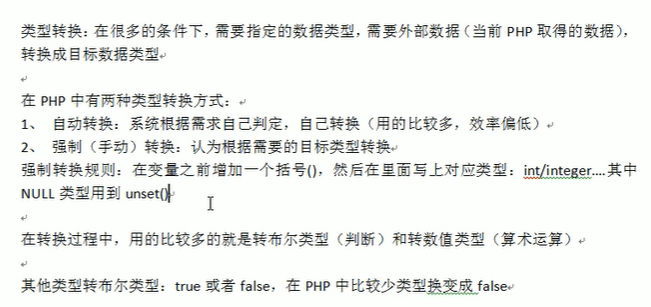 类型转换：在很多的条件下，需要指定的数据类型，需要外部数据（当前 PHP 取得的数据），
转换成目标数据类型
在 PHP 中有两种类型转换方式：
1、 自动转换：系统根据需求自己判定，自己转换（用的比较多，效率偏低）
2、 强制（手动）转换：认为根据需要的目标类型转换
强制转换规则：在变量之前增加一个括号()，然后在里面写上对应类型：int/integer....其中
NULL 类型用到 unset()
在转换过程中，用的比较多的就是转布尔类型（判断）和转数值类型（算术运算）
其他类型转布尔类型：true 或者 false，在 PHP 中比较少类型换变成 false